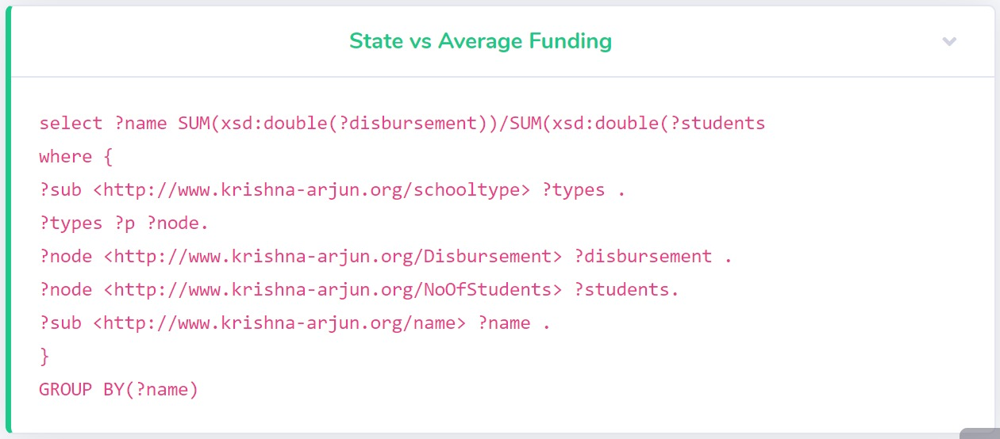 State vs Average Funding
select ?name SUM(xsd:double(?disbursement))/SUM(xsd:double(?students
where {
?sub <http://www.krishna-arjun.org/schooltype> ?types .
?types ?p ?node.
?node <http://www.krishna-arjun.org/Disbursement> ?disbursement .
?node <http://www.krishna-arjun.org/NoOfStudents> ?students.
?sub <http://www.krishna-arjun.org/name> ?name .
}
GROUP BY(?name)